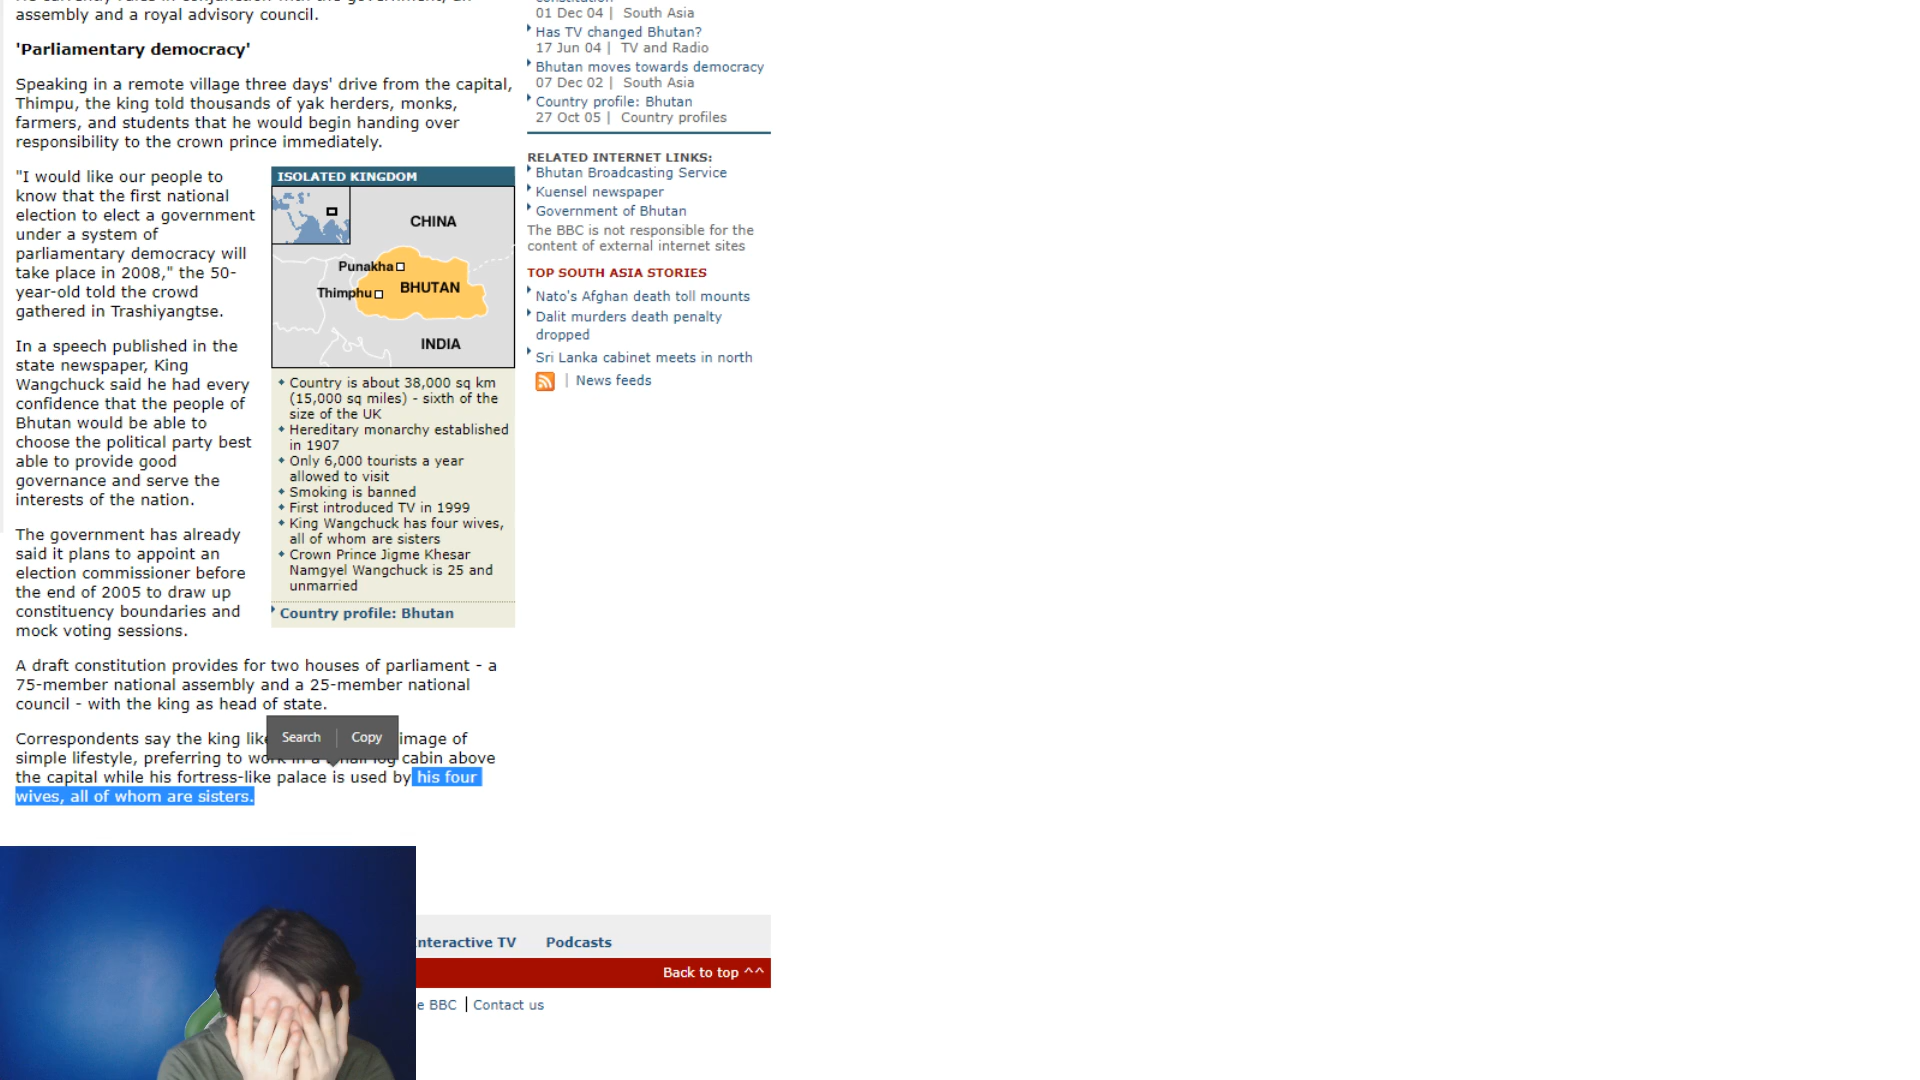 assembly and a royal advisory council.
'Parliamentary democracy'
Speaking in a remote village three days' drive from the capital,
Thimpu, the king told thousands of yak herders, monks,
farmers, and students that he would begin handing over
responsibility to the crown prince immediately.
"I would like our people to
know that the first national
election to elect a government
under a system of
parliamentary democracy will
take place in 2008," the 50-
year-old told the crowd
gathered in Trashiyangtse.
In a speech published in the
state newspaper, King
Wangchuck said he had every
confidence that the people of
Bhutan would be able to
choose the political party best
able to provide good
governance and serve the
interests of the nation.
The government has already
said it plans to appoint an
election commissioner before
the end of 2005 to draw up
constituency boundaries and
mock voting sessions.
ISOLATED KINGDOM
CHINA
Punakha
Thimphu
BHUTAN
INDIA
Country is about 38,000 sq km
(15,000 sq miles) - sixth of the
size of the UK
Hereditary monarchy established
in 1907
Only 6,000 tourists a year
allowed to visit
Smoking is banned
First introduced TV in 1999
King Wangchuck has four wives,
all of whom are sisters
Crown Prince Jigme Khesar
Namgyel Wangchuck is 25 and
unmarried
Country profile: Bhutan
A draft constitution provides for two houses of parliament - a
75-member national assembly and a 25-member national
council - with the king as head of state.
Search | Copy
Correspondents say the king like image of
simple lifestyle, preferring to work in a small log cabin above
the capital while his fortress-like palace is used by his four
wives, all of whom are sisters.
01 Dec 04 | South Asia
Has TV changed Bhutan?
17 Jun 04 | TV and Radio
Bhutan moves towards democracy
07 Dec 02 | South Asia
Country profile: Bhutan
27 Oct 05 | Country profiles
RELATED INTERNET LINKS:
Bhutan Broadcasting Service
Kuensel newspaper
Government of Bhutan
The BBC is not responsible for the
content of external internet sites
TOP SOUTH ASIA STORIES
Nato's Afghan death toll mounts
Dalit murders death penalty
dropped
Sri Lanka cabinet meets in north
| News feeds
nteractive TV Podcasts
Back to top ^^
e BBC | Contact us